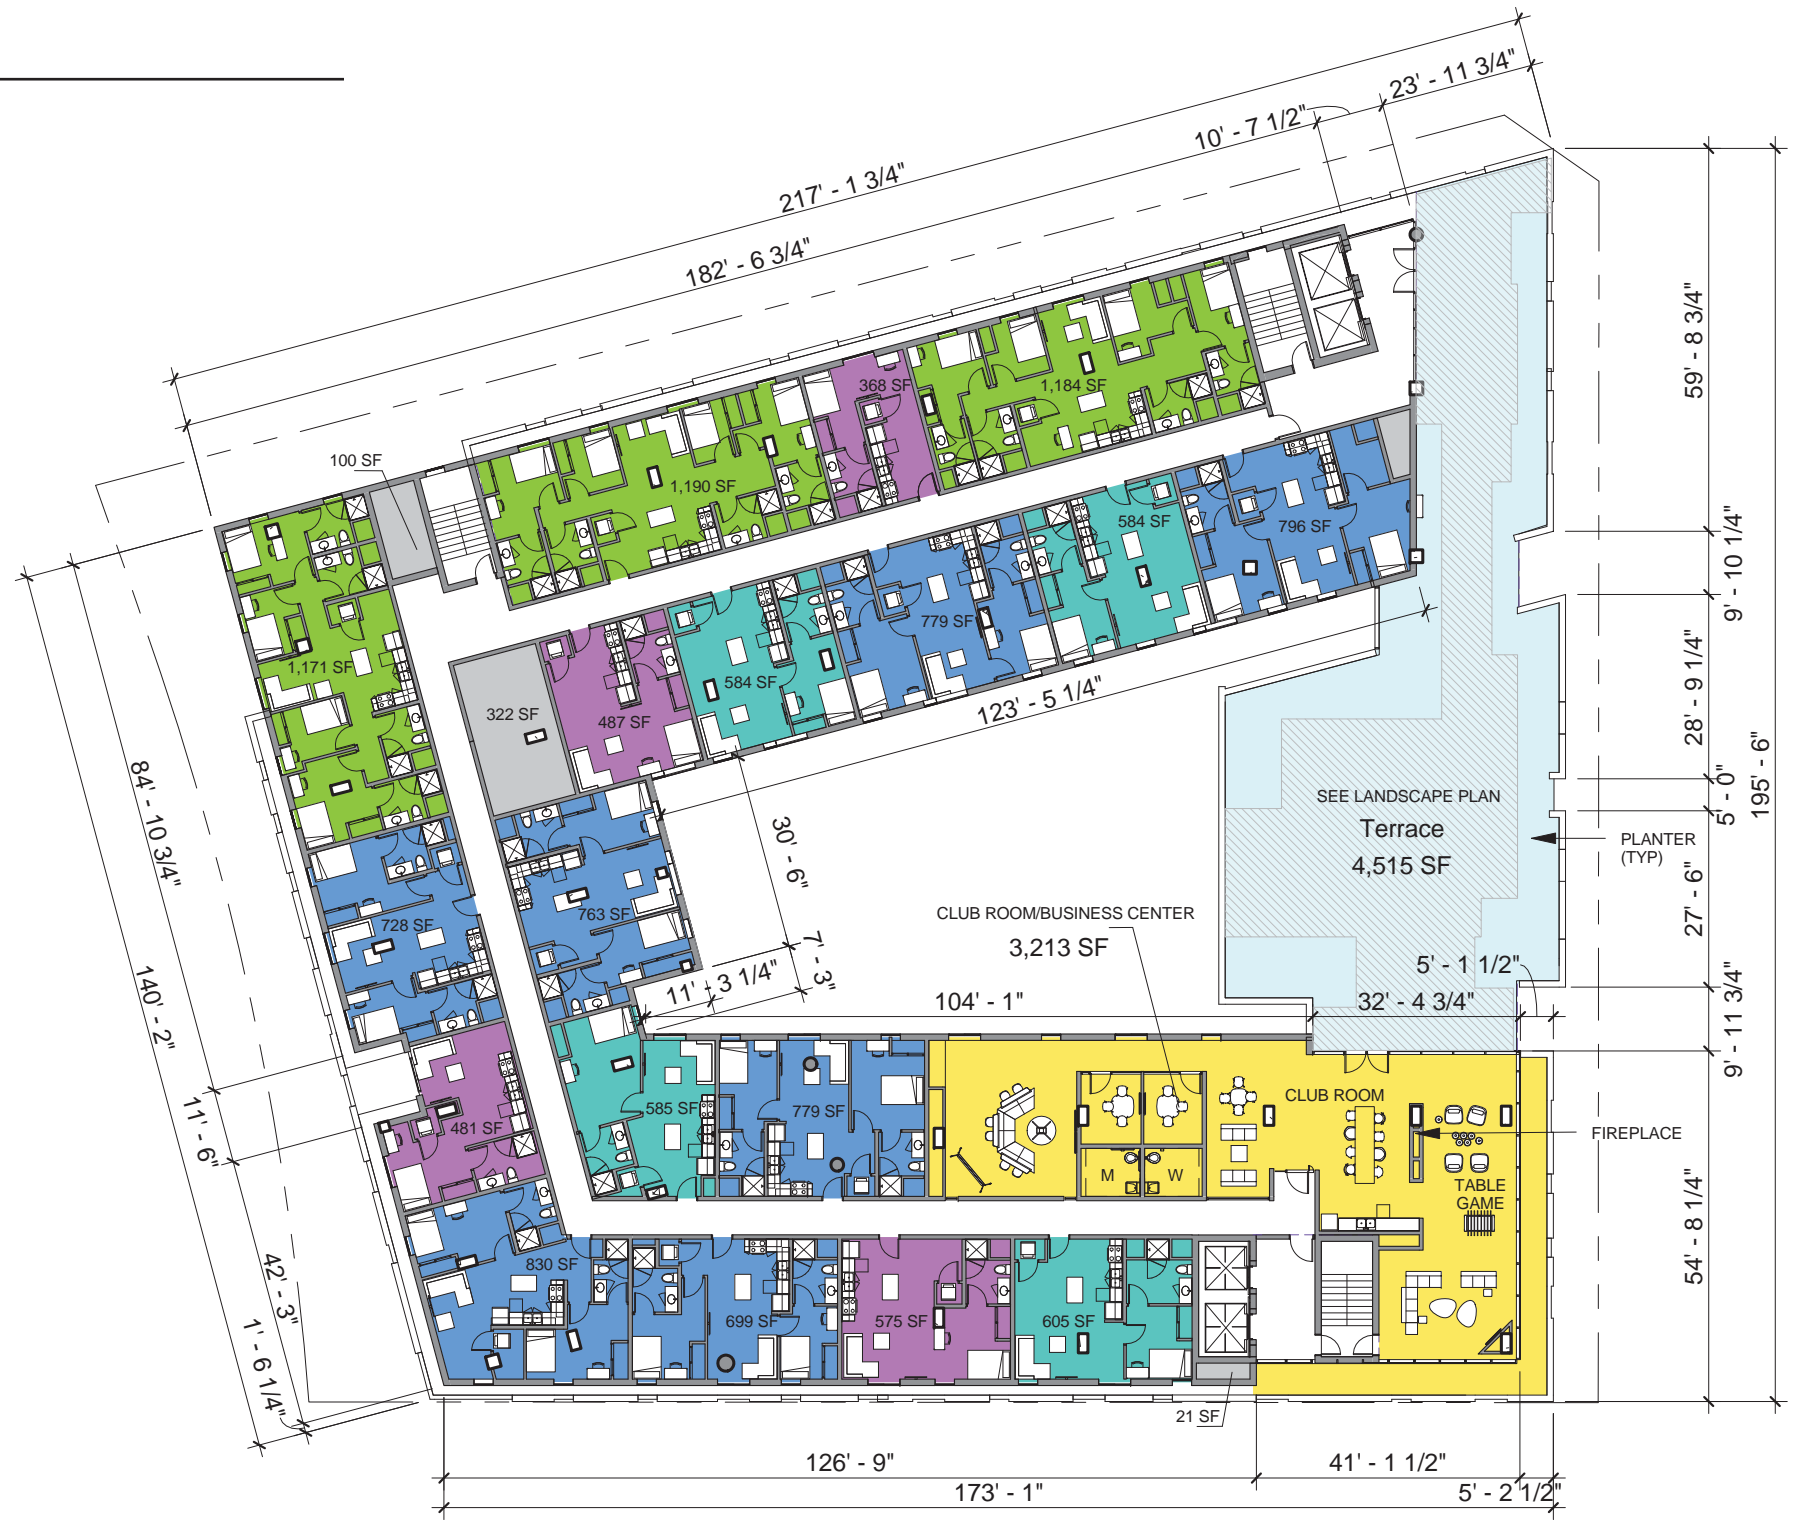 23' - 11 3/4"
10' - 7 1/2"
217' - 1 3/4"
182' - 6 3/4"
59' - 8 3/4"
368 SF
1,184 SF
100 SF
1,190 SF
584 SF
796 SF
9' - 10 1/4"
779 SF
1,171 SF
584 SF
487 SF
322 SF
123' - 5 1/4"
28' - 9 1/4"
195' - 6"
5' - 0"
84' - 10 3/4"
30' - 6"
SEE LANDSCAPE PLAN
Terrace
4,515 SF
PLANTER
(TYP)
763 SF
728 SF
CLUB ROOM/BUSINESS CENTER
3,213 SF
27' - 6"
7' - 3"
11' - 3 1/4"
5' - 1 1/2"
140' - 2"
104' - 1"
32' - 4 3/4"
9' - 11 3/4"
11' - 6"
481 SF
585 SF
779 SF
CLUB ROOM
FIREPLACE
M
W
TABLE
GAME
42' - 3"
830 SF
699 SF
575 SF
605 SF
54' - 8 1/4"
1' - 6 1/4"
21 SF
126' - 9"
41' - 1 1/2"
173' - 1"
5' - 2 1/2"